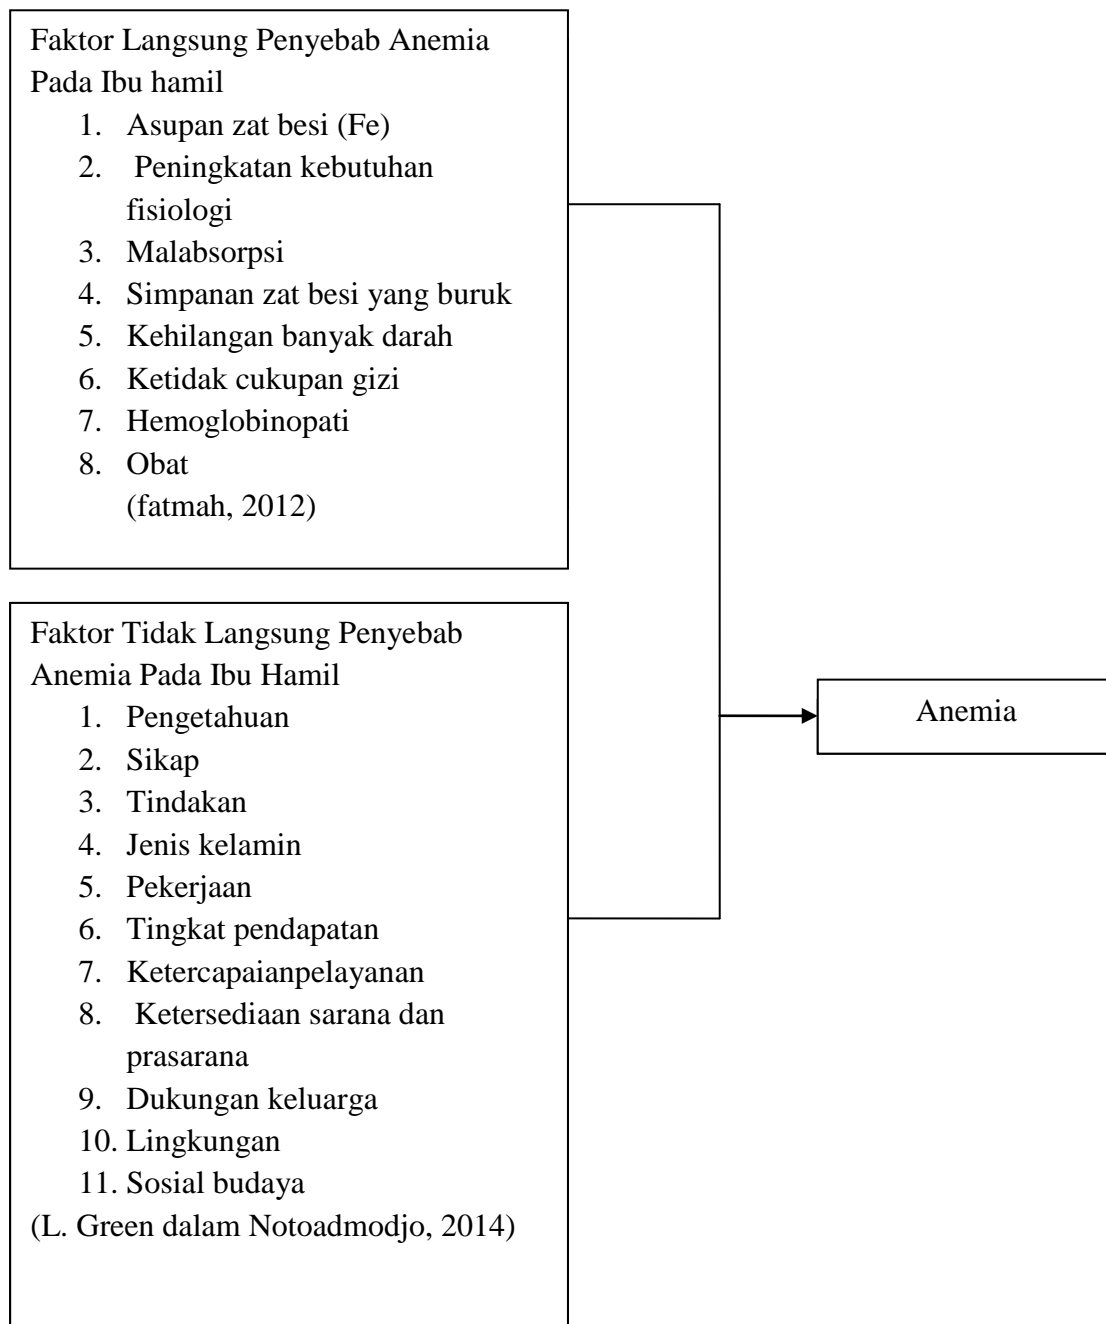 Faktor Langsung Penyebab Anemia
Pada Ibu hamil
1. Asupan zat besi (Fe)
2. Peningkatan kebutuhan
fisiologi
3. Malabsorpsi
4. Simpanan zat besi yang buruk
5. Kehilangan banyak darah
6. Ketidak cukupan gizi
7. Hemoglobinopati
8. Obat
(fatmah, 2012)
Faktor Tidak Langsung Penyebab
Anemia Pada Ibu Hamil
1. Pengetahuan
2. Sikap
3. Tindakan
4. Jenis kelamin
5. Pekerjaan
6. Tingkat pendapatan
7. Ketercapaianpelayanan
8. Ketersediaan sarana dan
prasarana
9. Dukungan keluarga
10. Lingkungan
11. Sosial budaya
(L. Green dalam Notoadmodjo, 2014)
Anemia